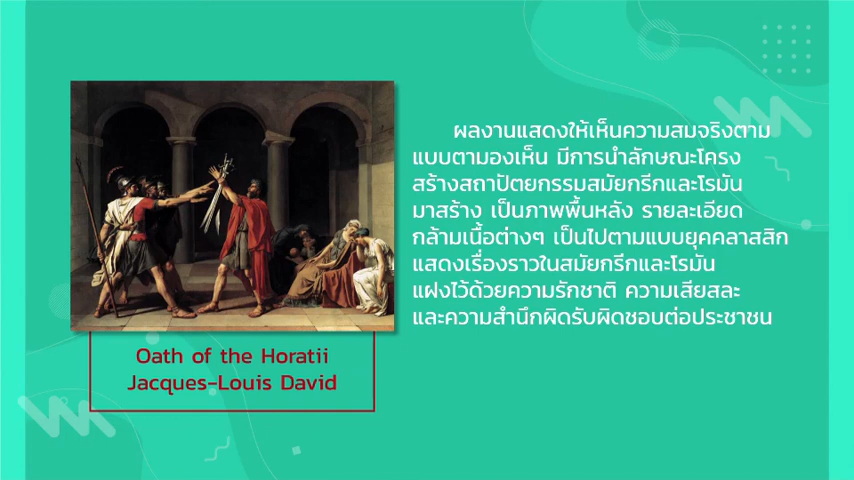 ผลงานแสดงให้เห็นความสมจริงตาม
แบบตามองเห็น มีการนำลักษณะโครง
สร้างสถาปัตยกรรมสมัยกรีกและโรมัน
มาสร้าง เป็นภาพพื้นหลัง รายละเอียด
กล้ามเนื้อต่างๆ เป็นไปตามแบบยุคคลาสสิก
แสดงเรื่องราวในสมัยกรีกและโรมัน
แฝงไว้ด้วยความรักชาติ ความเสียสละ
และความสำนึกผิดรับผิดชอบต่อประชาชน
Oath of the Horatii
Jacques-Louis David